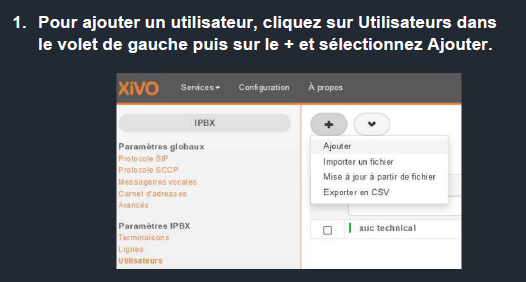 1. Pour ajouter un utilisateur, cliquez sur Utilisateurs dans
le volet de gauche puis sur le + et sélectionnez Ajouter.
XiVO Services Configuration À propos
IPBX
Paramètres globaux
Protocole SIP
Protocole SCCP
Messageries vocales
Carnet d'adresses
Avancés
Paramètres IPBX
Terminaisons
Lignes
Utilisateurs
+
Ajouter
Importer un fichier
Mise à jour à partir de fichier
Exporter en CSV
xuc technical